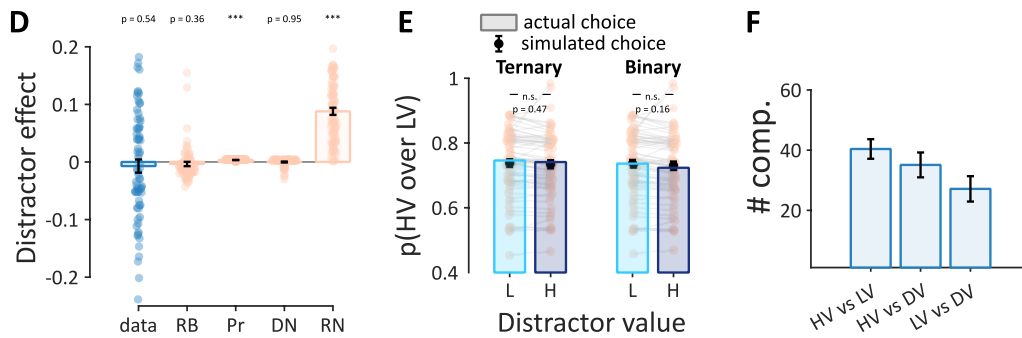 D
p = 0.54 p = 0.36 *** p = 0.95 ***
Distractor effect
0.2
0.1
0
-0.1
-0.2
data RB Pr DN RN
E
actual choice
simulated choice
Ternary Binary
p(HV over LV)
1
0.8
0.6
0.4
n.s. n.s.
p = 0.47 p = 0.16
L H L H
Distractor value
F
# comp.
60
40
20
HV vs LV
HV vs DV
LV vs DV